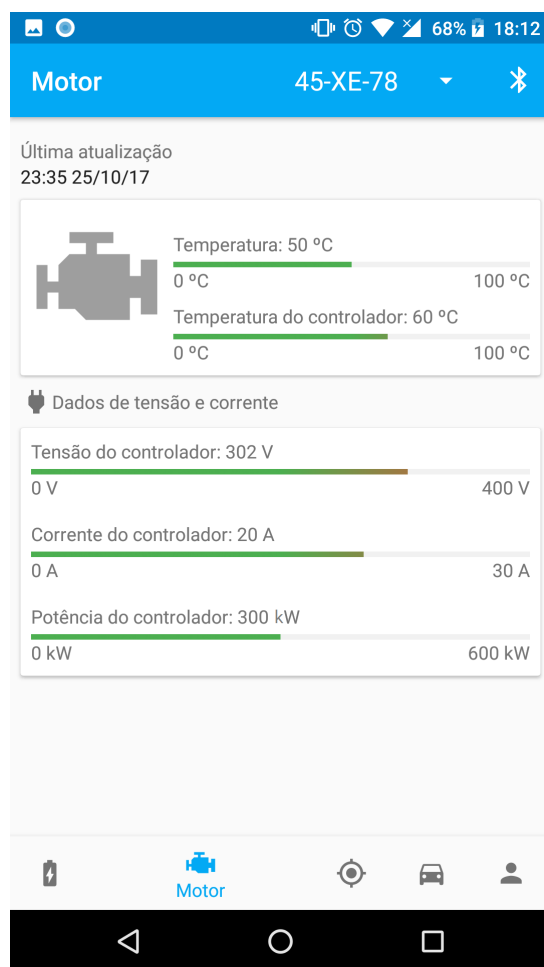 68% 18:12
Motor 45-XE-78
Última atualização
23:35 25/10/17
Temperatura: 50 ºC
0 ºC 100 ºC
Temperatura do controlador: 60 ºC
0 ºC 100 ºC
Dados de tensão e corrente
Tensão do controlador: 302 V
0 V 400 V
Corrente do controlador: 20 A
0 A 30 A
Potência do controlador: 300 kW
0 kW 600 kW
Motor